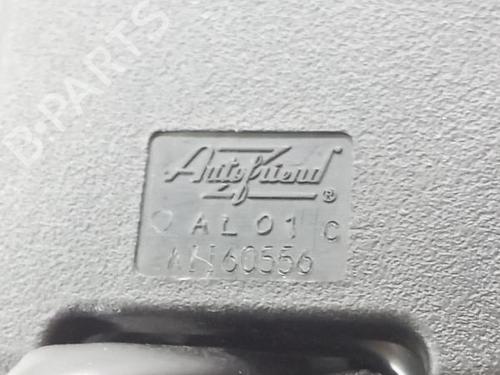 B-PARTS
Autofriend ®
AL01 C
60556